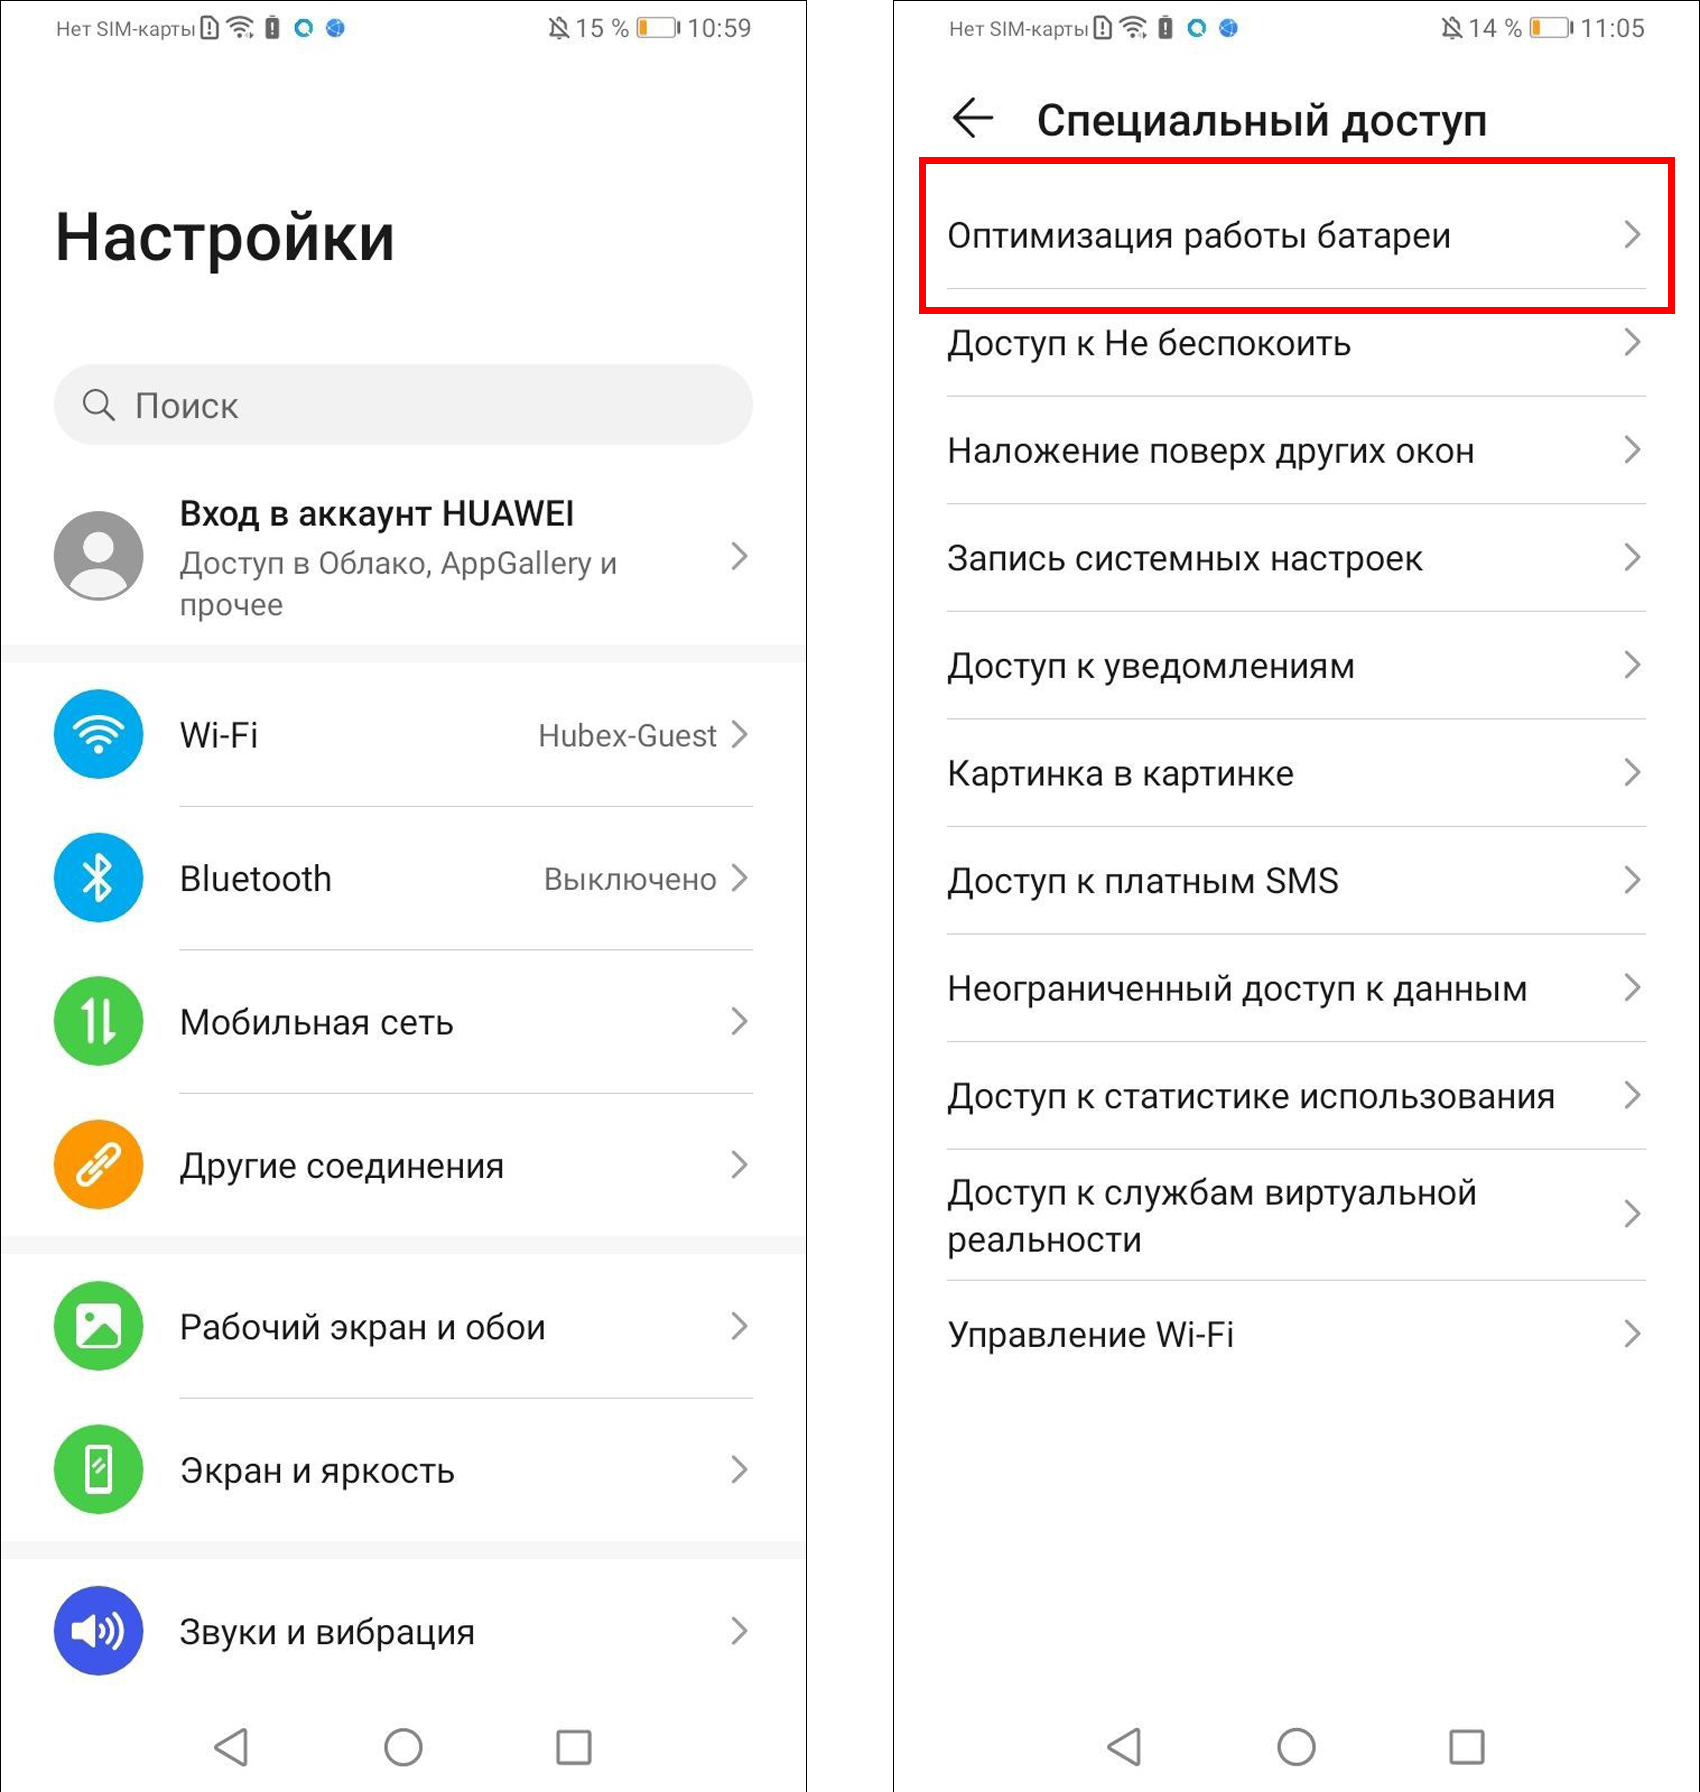 Нет SIM-карты 15 % 10:59
Настройки
Поиск
Вход в аккаунт HUAWEI
Доступ в Облако, AppGallery и
прочее
Wi-Fi Hubex-Guest
Bluetooth Выключено
Мобильная сеть
Другие соединения
Рабочий экран и обои
Экран и яркость
Звуки и вибрация
Нет SIM-карты 14 % 11:05
Специальный доступ
Оптимизация работы батареи
Доступ к Не беспокоить
Наложение поверх других окон
Запись системных настроек
Доступ к уведомлениям
Картинка в картинке
Доступ к платным SMS
Неограниченный доступ к данным
Доступ к статистике использования
Доступ к службам виртуальной
реальности
Управление Wi-Fi